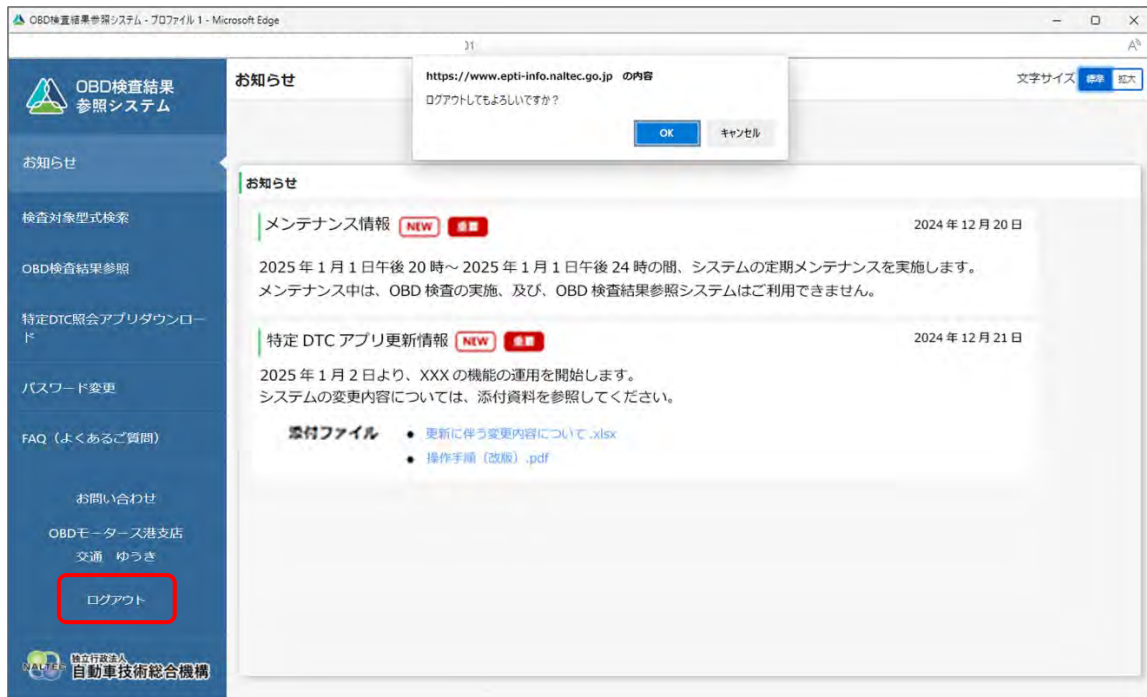 OBD検査結果参照システム - プロファイル 1 - Microsoft Edge
OBD検査結果
参照システム
お知らせ
https://www.epti-info.naltec.go.jp の内容
ログアウトしてもよろしいですか？
OK キャンセル
文字サイズ 標準 拡大
お知らせ
検査対象型式検索
OBD検査結果参照
特定DTC照会アプリダウンロー
ド
パスワード変更
FAQ（よくあるご質問）
お問い合わせ
OBDモータース港支店
交通 ゆうき
ログアウト
NALTEC 独立行政法人
自動車技術総合機構
お知らせ
メンテナンス情報 NEW 重要 2024 年 12 月 20 日
2025 年 1 月 1 日午後 20 時～ 2025 年 1 月 1 日午後 24 時の間、システムの定期メンテナンスを実施します。
メンテナンス中は、OBD 検査の実施、及び、OBD 検査結果参照システムはご利用できません。
特定 DTC アプリ更新情報 NEW 重要 2024 年 12 月 21 日
2025 年 1 月 2 日より、XXX の機能の運用を開始します。
システムの変更内容については、添付資料を参照してください。
添付ファイル ● 更新に伴う変更内容について.xlsx
● 操作手順（改版）.pdf